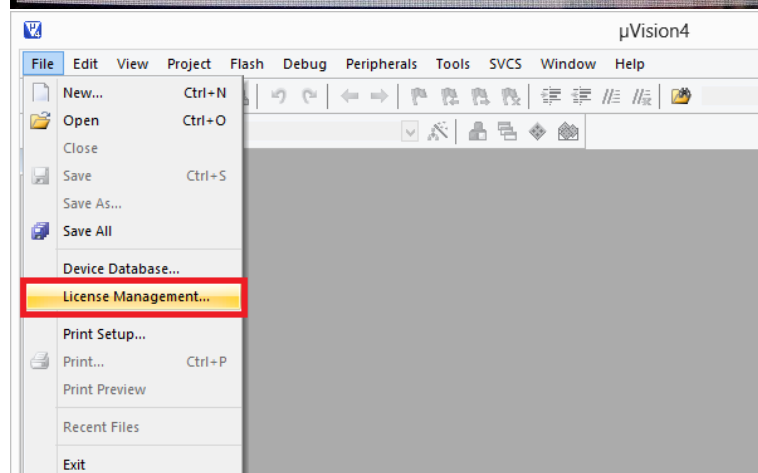 µVision4
File Edit View Project Flash Debug Peripherals Tools SVCS Window Help
New... Ctrl+N
Open Ctrl+O
Close
Save Ctrl+S
Save As...
Save All
Device Database...
License Management...
Print Setup...
Print... Ctrl+P
Print Preview
Recent Files
Exit